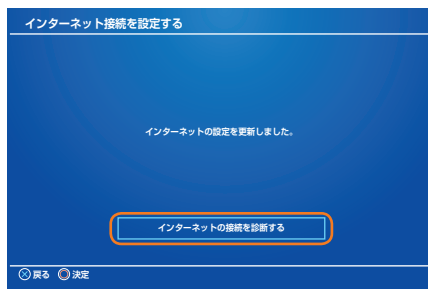 インターネット接続を設定する
インターネットの設定を更新しました。
インターネットの接続を診断する
戻る 決定